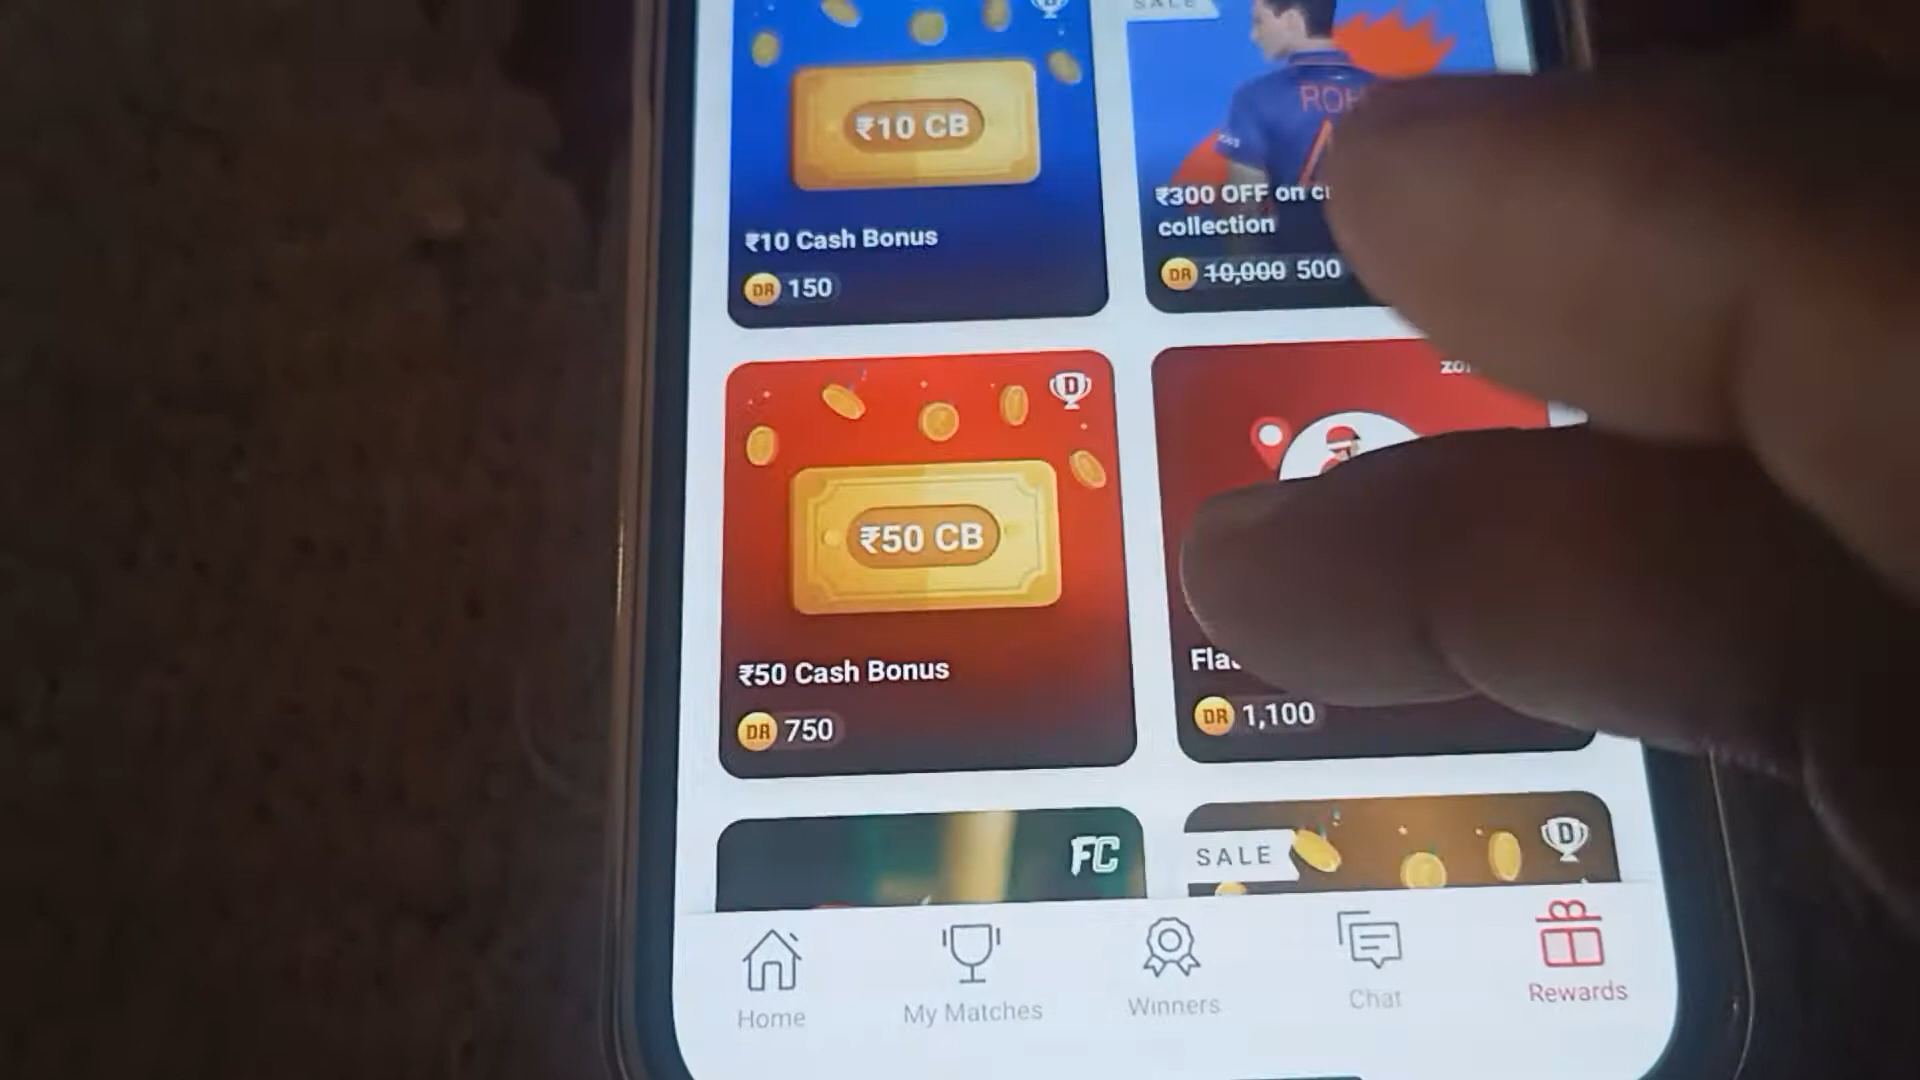 SALE
₹10 CB
ROH
₹10 Cash Bonus
DR 150
₹300 OFF on
collection
DR 10,000 500
D
₹50 CB
₹50 Cash Bonus
DR 750
DR 1,100
FC
SALE
D
Home
My Matches
Winners
Chat
Rewards